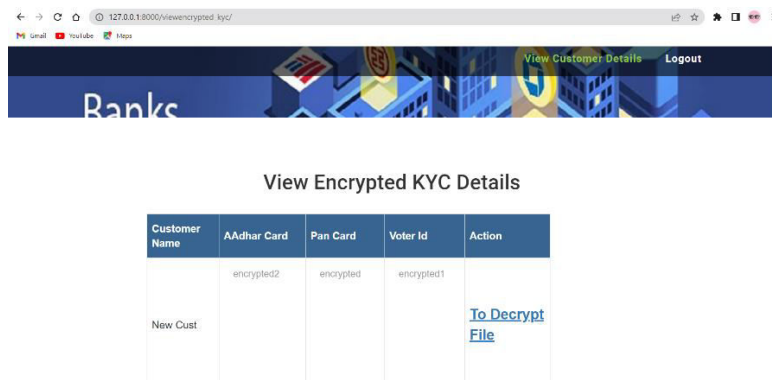 127.0.0.1:8000/viewencrypted_kyc/
Gmail YouTube Maps
View Customer Details Logout
Banks
View Encrypted KYC Details
Customer Name AAdhar Card Pan Card Voter Id Action
encrypted2 encrypted encrypted1
New Cust To Decrypt
File